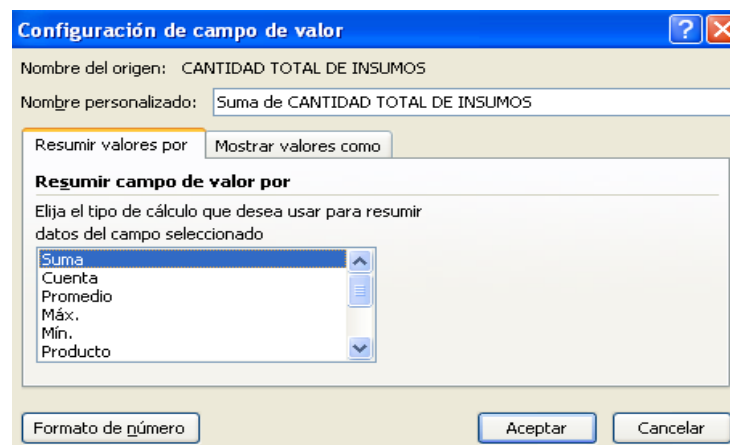 Configuración de campo de valor
Nombre del origen: CANTIDAD TOTAL DE INSUMOS
Nombre personalizado: Suma de CANTIDAD TOTAL DE INSUMOS
Resumir valores por Mostrar valores como
Resumir campo de valor por
Elija el tipo de cálculo que desea usar para resumir
datos del campo seleccionado
Suma
Cuenta
Promedio
Máx.
Mín.
Producto
Formato de número Aceptar Cancelar